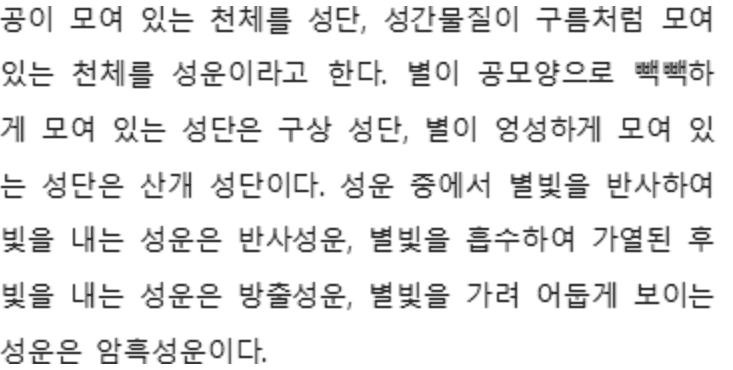 공이 모여 있는 천체를 성단, 성간물질이 구름처럼 모여
있는 천체를 성운이라고 한다. 별이 공모양으로 빽빽하
게 모여 있는 성단은 구상 성단, 별이 엉성하게 모여 있
는 성단은 산개 성단이다. 성운 중에서 별빛을 반사하여
빛을 내는 성운은 반사성운, 별빛을 흡수하여 가열된 후
빛을 내는 성운은 방출성운, 별빛을 가려 어둡게 보이는
성운은 암흑성운이다.